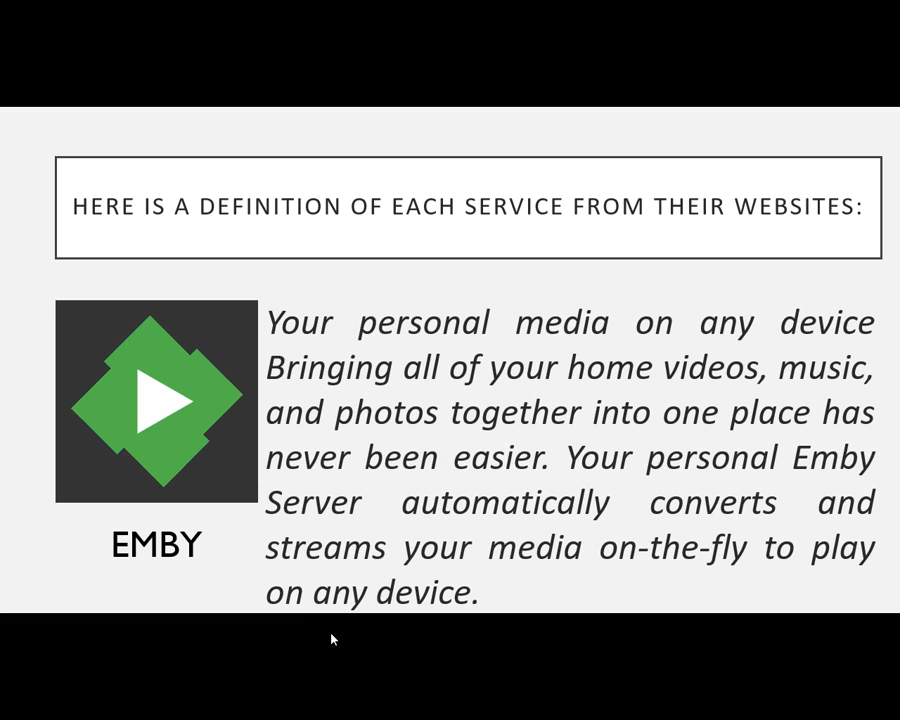 HERE IS A DEFINITION OF EACH SERVICE FROM THEIR WEBSITES:
Your personal media on any device
Bringing all of your home videos, music,
and photos together into one place has
never been easier. Your personal Emby
Server automatically converts and
streams your media on-the-fly to play
on any device.
EMBY